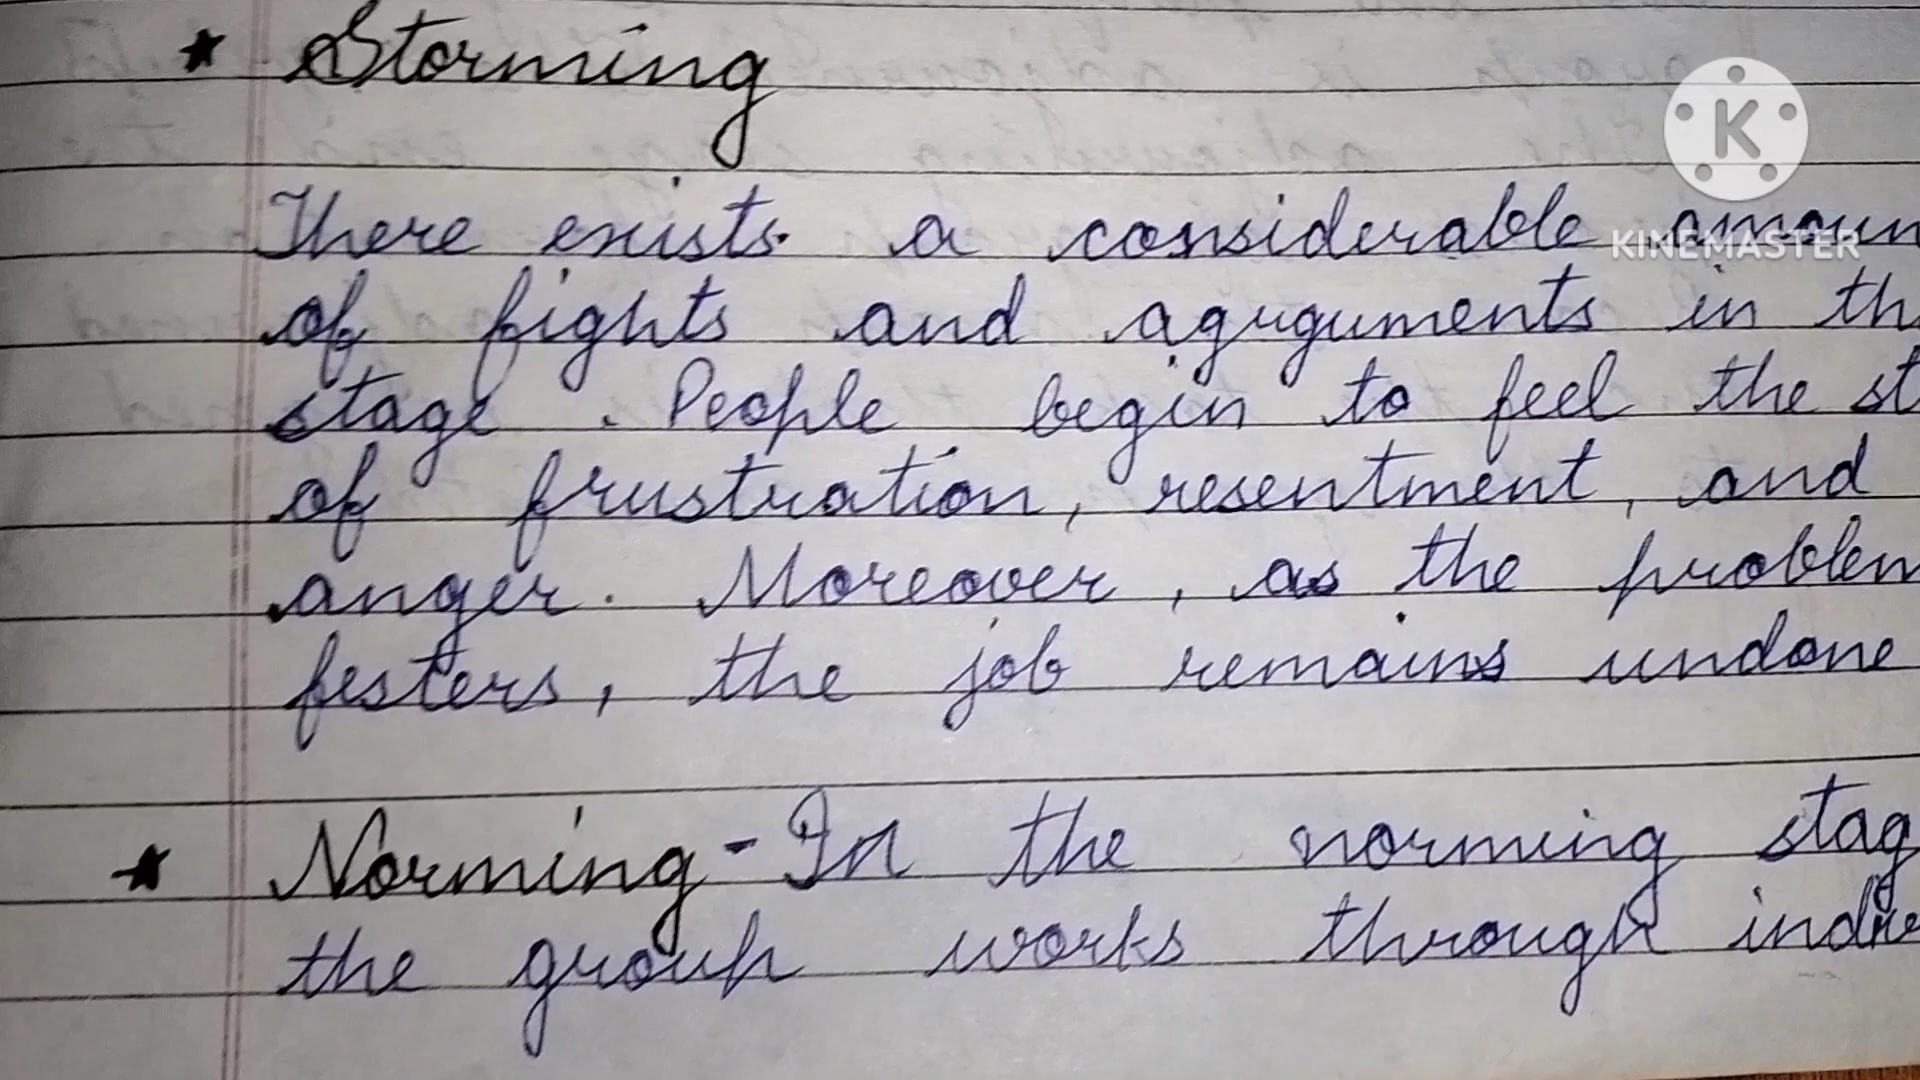 ★ Storming
There exists a considerable amoun
of fights and aguguments in th
stage. People begin to feel the st
of frustration, resentment, and
anger. Moreover, as the problem
festers, the job remains undone
★ Norming - In the norming stag
the group works through indiv
K
KINEMASTER